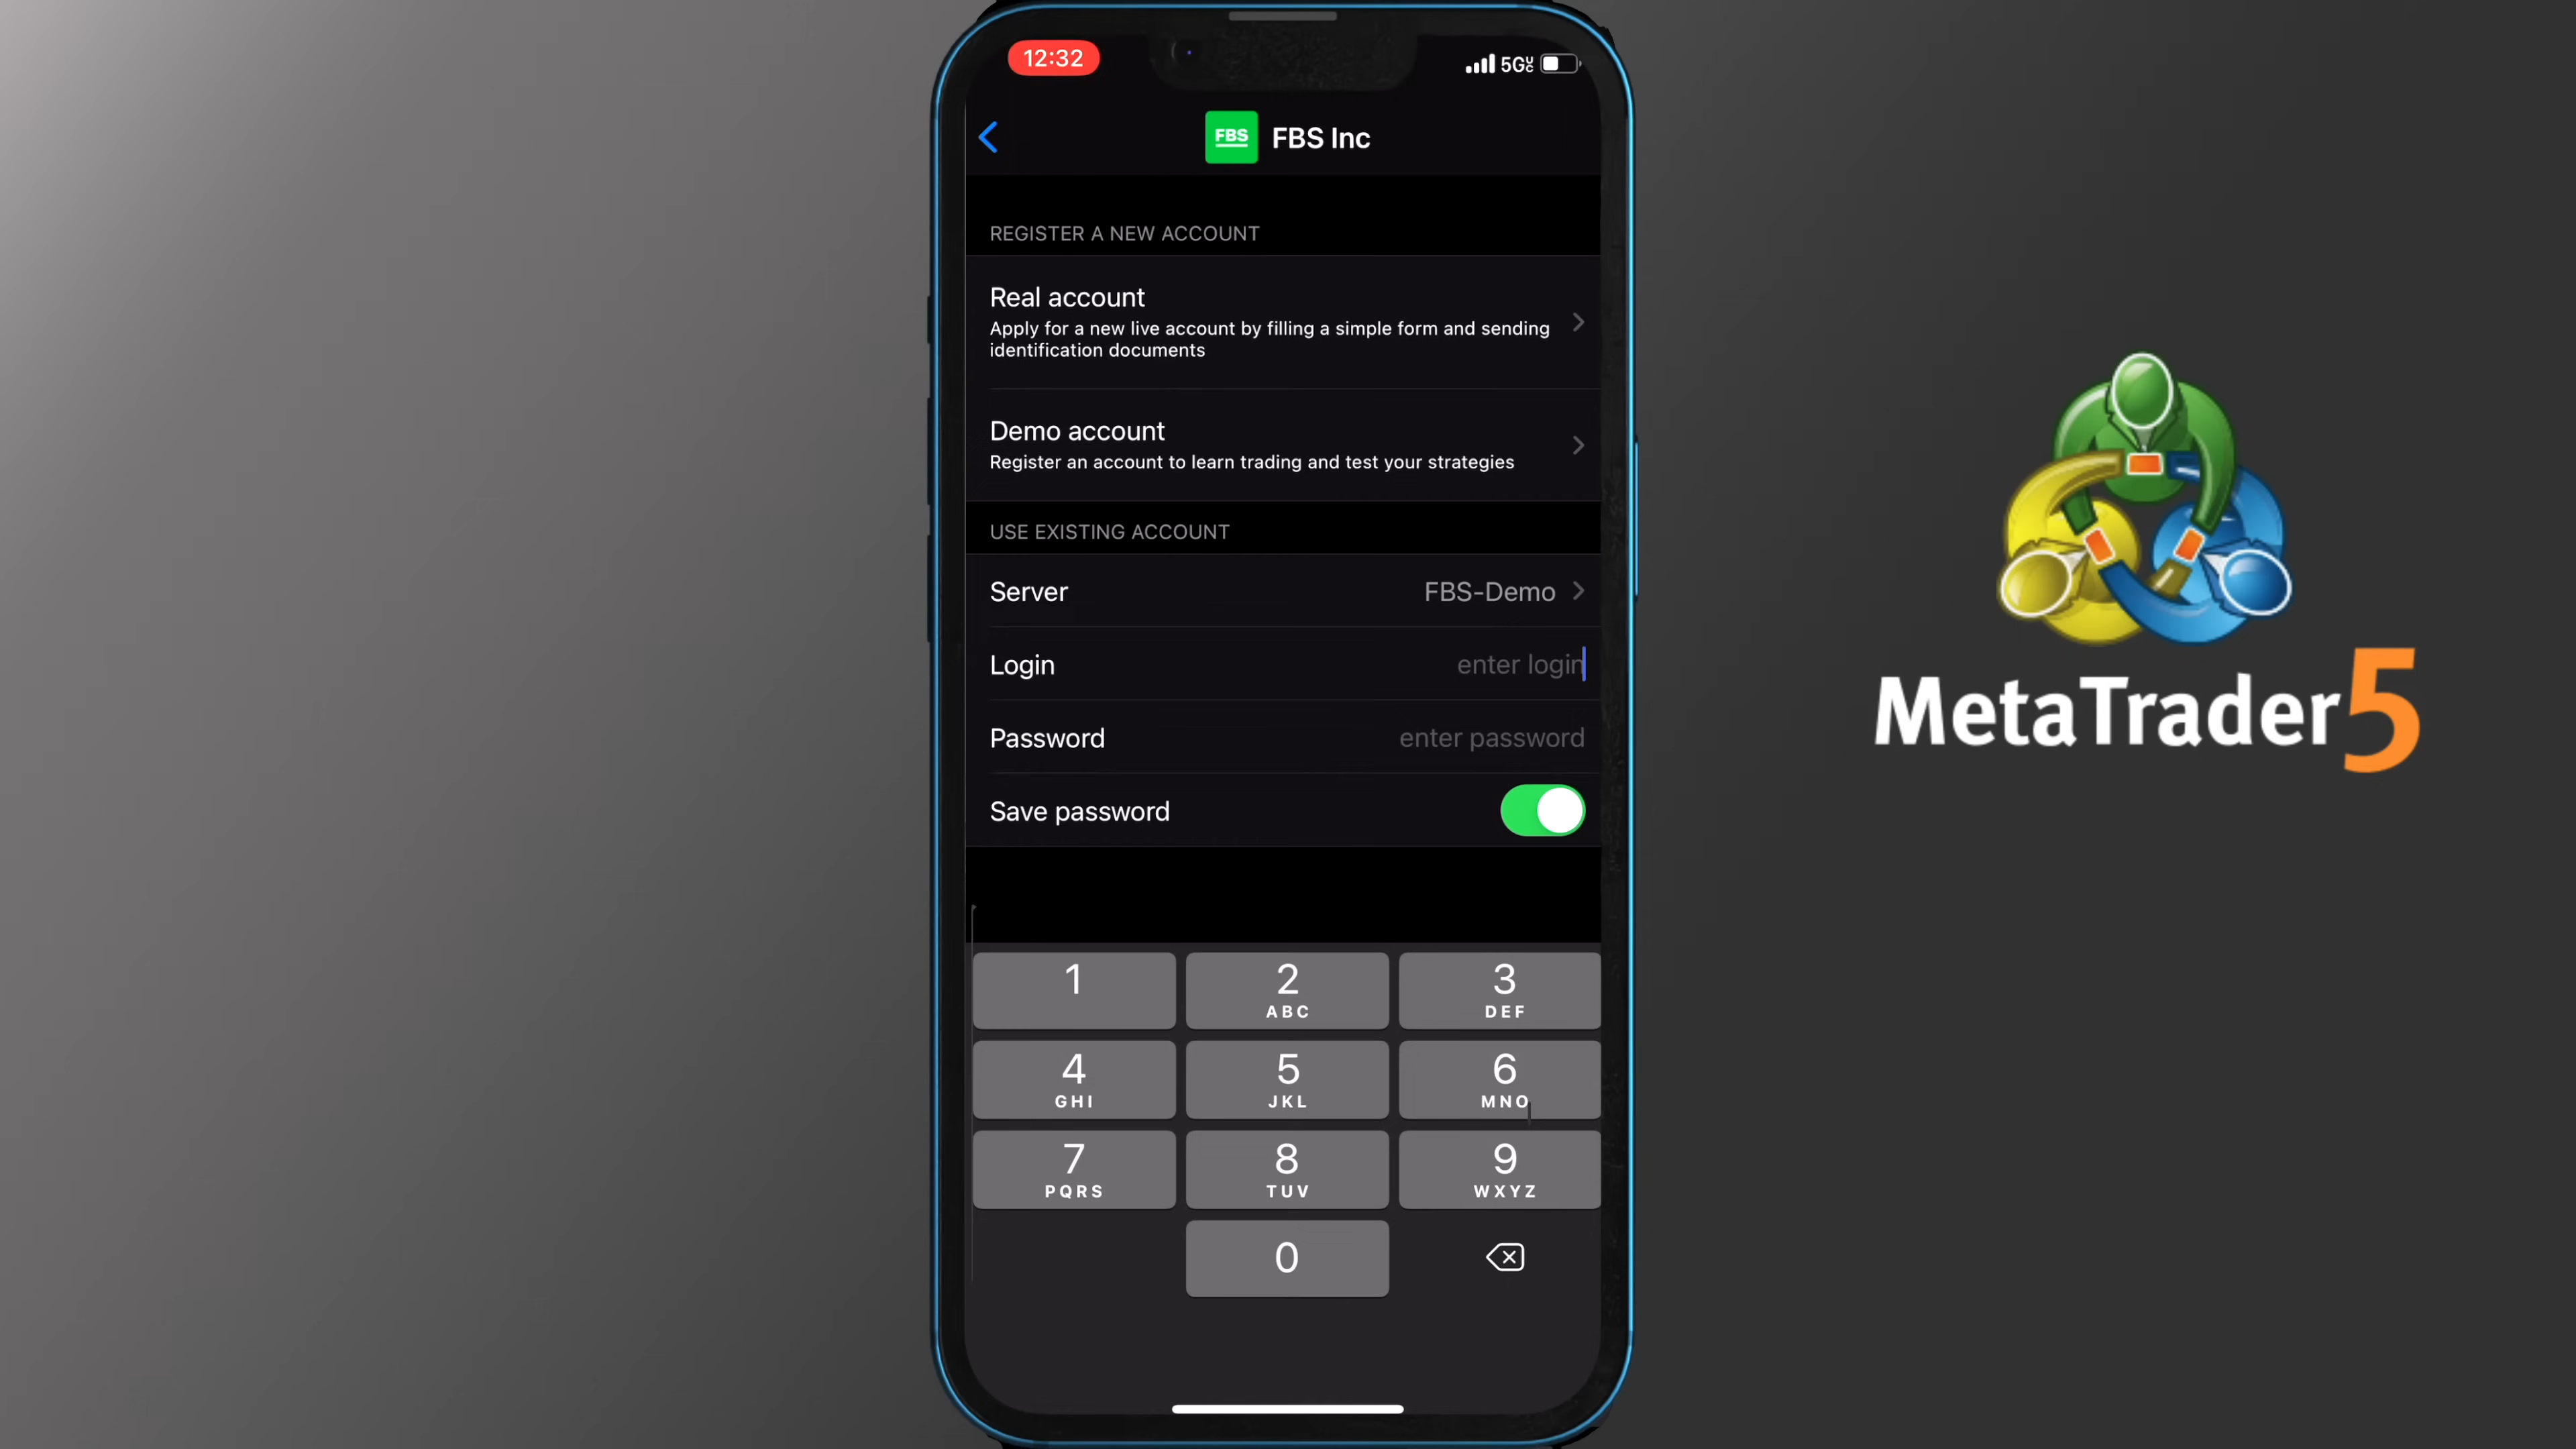 12:32
5G UC
FBS
FBS Inc
REGISTER A NEW ACCOUNT
Real account
Apply for a new live account by filling a simple form and sending
identification documents
Demo account
Register an account to learn trading and test your strategies
USE EXISTING ACCOUNT
Server FBS-Demo
Login enter login
Password enter password
Save password
MetaTrader 5
1 2 3
ABC DEF
4 5 6
GHI JKL MNO
7 8 9
PQRS TUV WXYZ
0